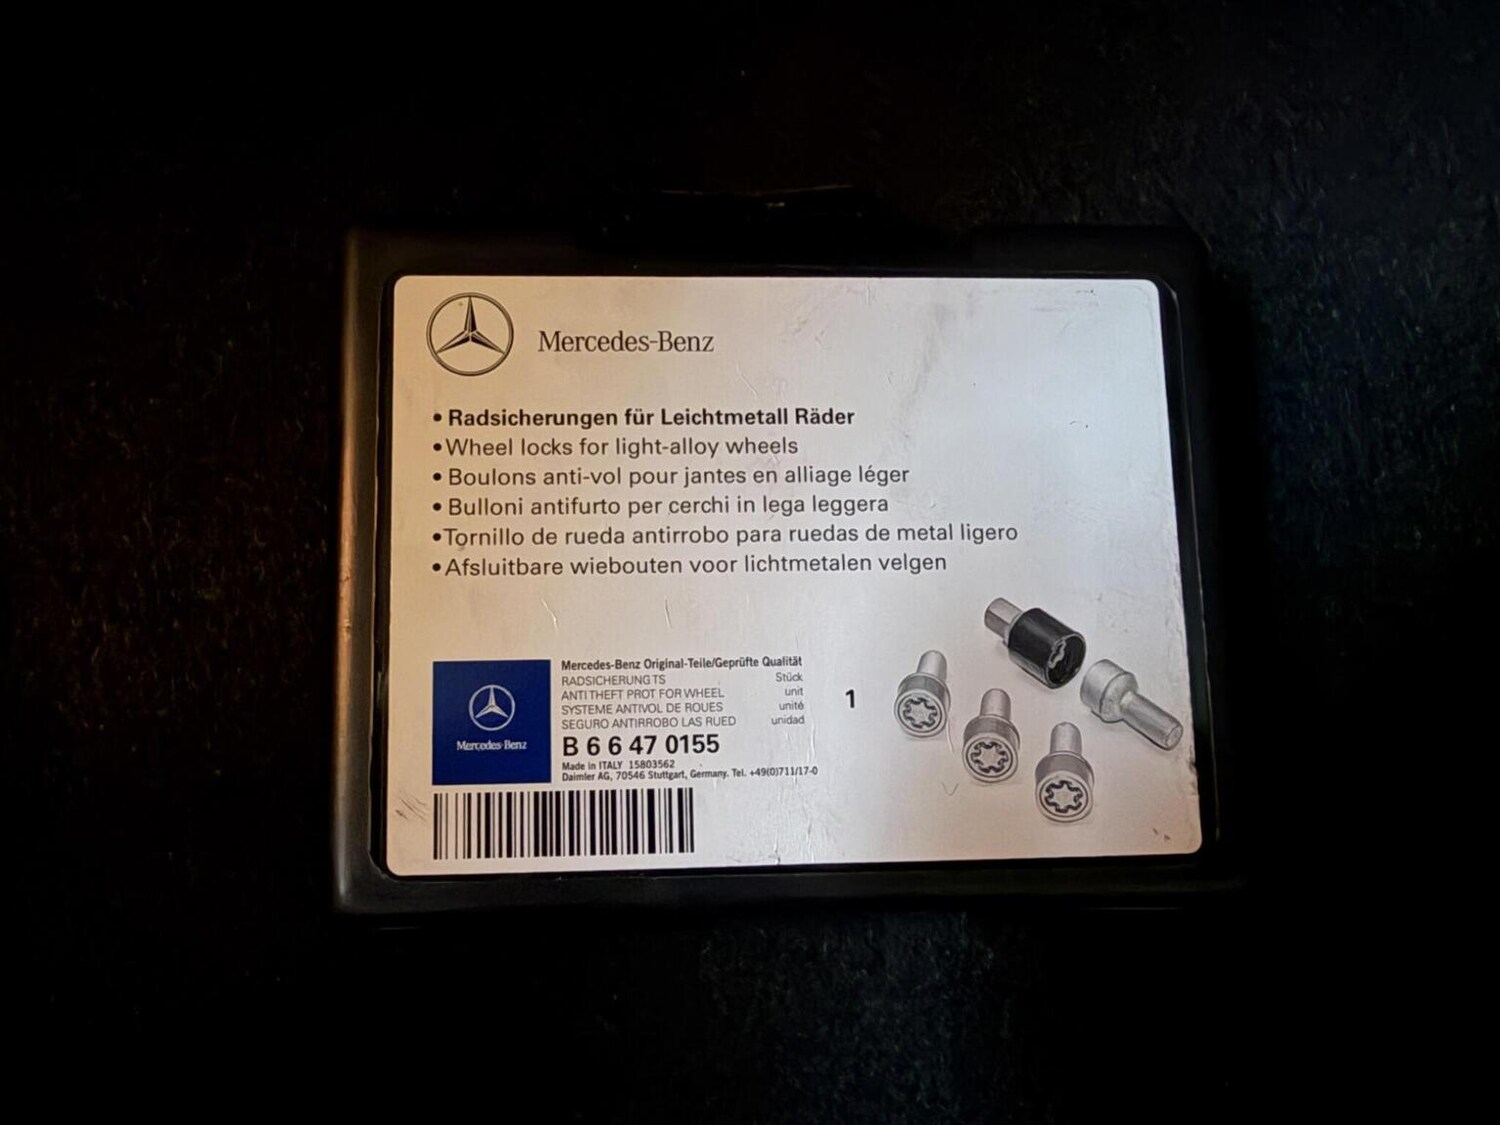 Mercedes-Benz
• Radsicherungen für Leichtmetall Räder
• Wheel locks for light-alloy wheels
• Boulons anti-vol pour jantes en alliage léger
• Bulloni antifurto per cerchi in lega leggera
• Tornillo de rueda antirrobo para ruedas de metal ligero
• Afsluitbare wiebouten voor lichtmetalen velgen
Mercedes-Benz
Mercedes-Benz Original-Teile/Geprüfte Qualität
RADSICHERUNG TS Stück
ANTI THEFT PROT FOR WHEEL unit
SYSTEME ANTIVOL DE ROUES unité
SEGURO ANTIRROBO LAS RUED unidad
1
B 6 6 47 0155
Made in ITALY 15803562
Daimler AG, 70546 Stuttgart, Germany. Tel. +49(0)711/17-0